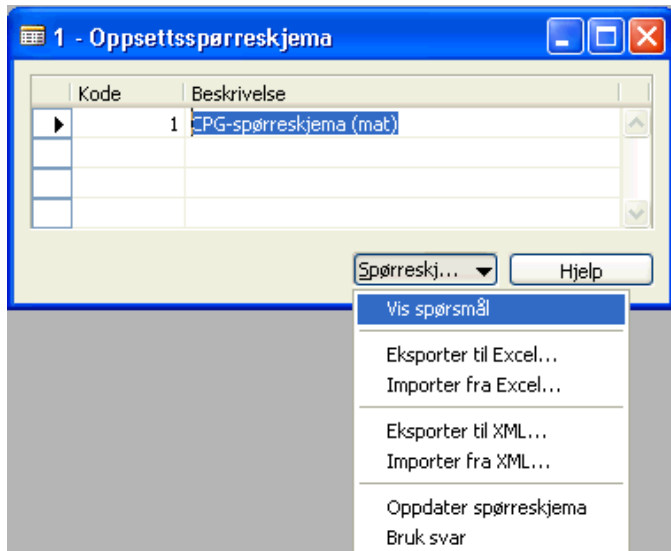 1 - Oppsettsspørreskjema
Kode Beskrivelse
1 CPG-spørreskjema (mat)
Spørreskj... Hjelp
Vis spørsmål
Eksporter til Excel...
Importer fra Excel...
Eksporter til XML...
Importer fra XML...
Oppdater spørreskjema
Bruk svar